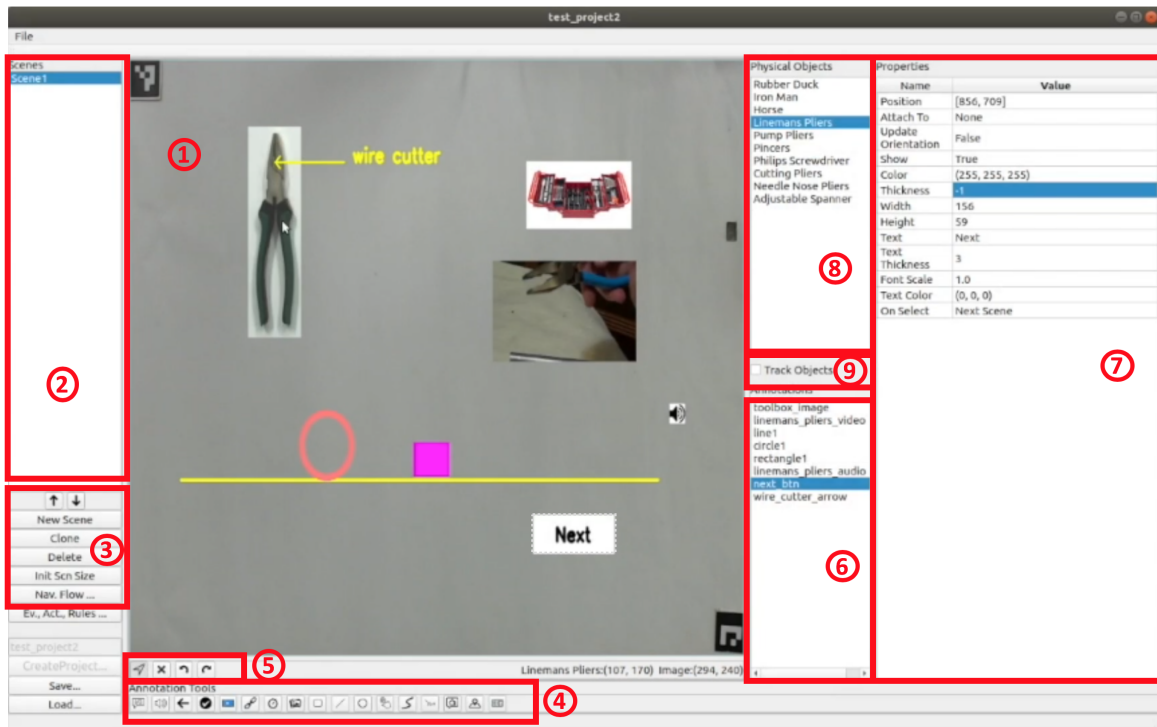 test_project2
File
Scenes
Scene1
2
↑ ↓
New Scene
Clone
Delete
Init Scn Size
Nav. Flow ...
3
Ev., Act., Rules ...
test_project2
CreateProject...
Save...
Load...
1
wire cutter
Next
5
Linemans Pliers:(107, 170) Image:(294, 240)
Annotation Tools
4
Physical Objects
Rubber Duck
Iron Man
Horse
Linemans Pliers
Pump Pliers
Pincers
Philips Screwdriver
Cutting Pliers
Needle Nose Pliers
Adjustable Spanner
8
Track Objects
9
Annotations
toolbox_image
linemans_pliers_video
line1
circle1
rectangle1
linemans_pliers_audio
next_btn
wire_cutter_arrow
6
Properties
Name Value
Position [856, 709]
Attach To None
Update Orientation False
Show True
Color (255, 255, 255)
Thickness -1
Width 156
Height 59
Text Next
Text Thickness 3
Font Scale 1.0
Text Color (0, 0, 0)
On Select Next Scene
7